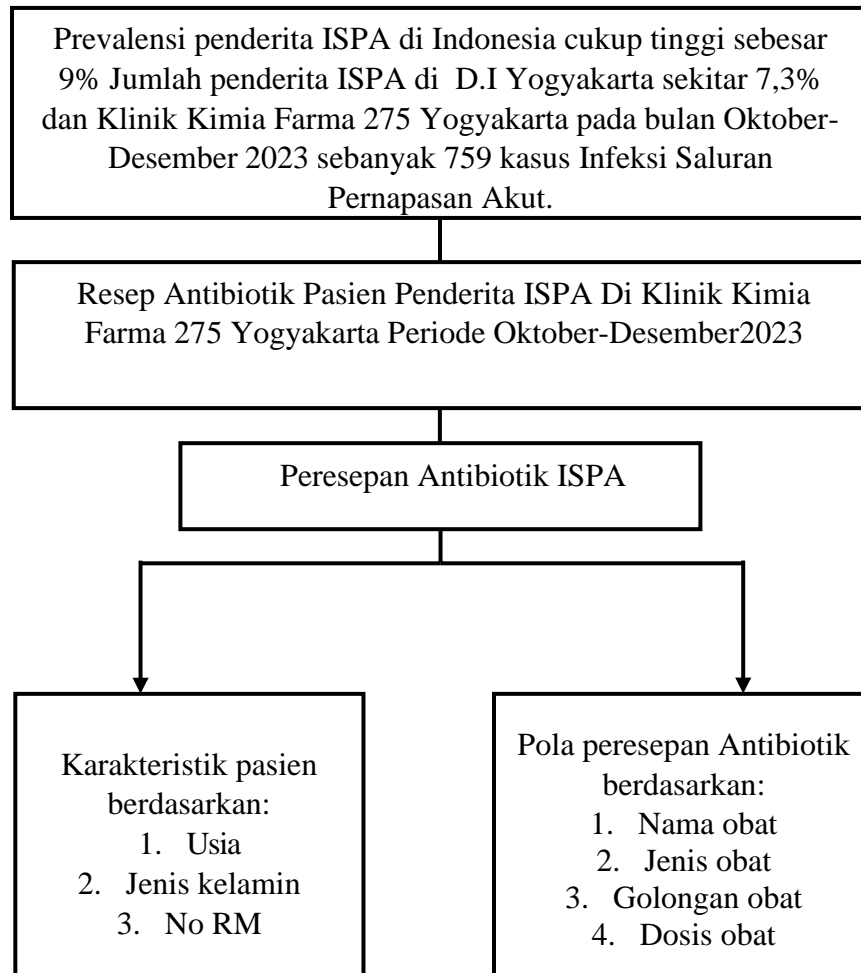 Prevalensi penderita ISPA di Indonesia cukup tinggi sebesar
9% Jumlah penderita ISPA di D.I Yogyakarta sekitar 7,3%
dan Klinik Kimia Farma 275 Yogyakarta pada bulan Oktober-
Desember 2023 sebanyak 759 kasus Infeksi Saluran
Pernapasan Akut.
Resep Antibiotik Pasien Penderita ISPA Di Klinik Kimia
Farma 275 Yogyakarta Periode Oktober-Desember2023
Peresepan Antibiotik ISPA
Karakteristik pasien
berdasarkan:
1. Usia
2. Jenis kelamin
3. No RM
Pola peresepan Antibiotik
berdasarkan:
1. Nama obat
2. Jenis obat
3. Golongan obat
4. Dosis obat